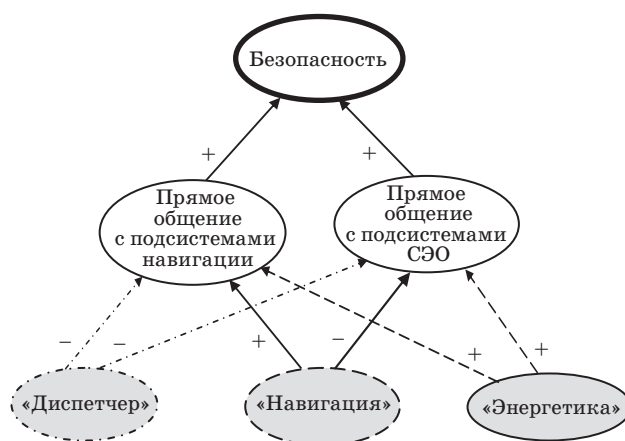 Безопасность
+
+
Прямое
общение
с подсистемами
навигации
Прямое
общение
с подсистемами
СЭО
–
–
+
–
+
+
«Диспетчер»
«Навигация»
«Энергетика»